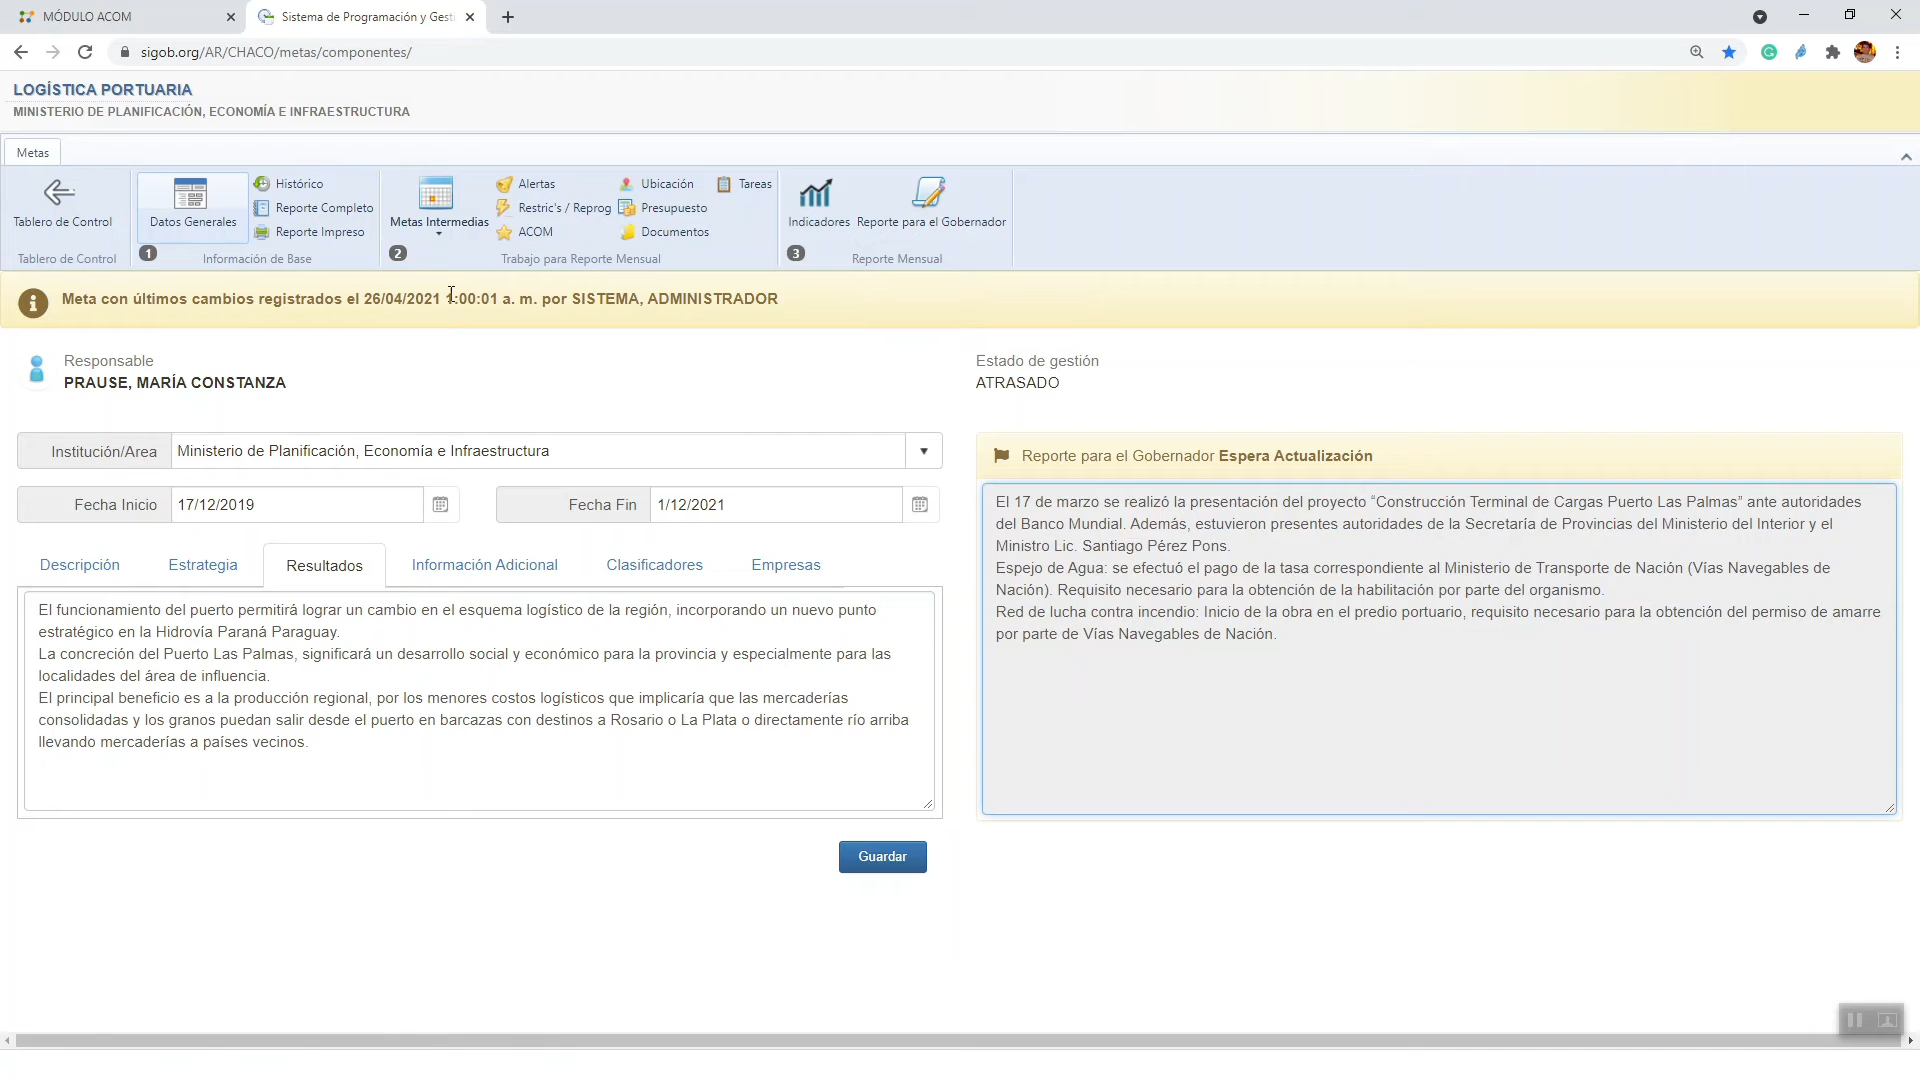 MÓDULO ACOM
Sistema de Programación y Gesti
sigob.org/AR/CHACO/metas/componentes/
LOGÍSTICA PORTUARIA
MINISTERIO DE PLANIFICACIÓN, ECONOMÍA E INFRAESTRUCTURA
Metas
Tablero de Control
Tablero de Control
Datos Generales
Histórico
Reporte Completo
Reporte Impreso
1
Información de Base
Metas Intermedias
Alertas
Restric's / Reprog
ACOM
Ubicación
Presupuesto
Documentos
Tareas
2
Trabajo para Reporte Mensual
Indicadores
Reporte para el Gobernador
3
Reporte Mensual
Meta con últimos cambios registrados el 26/04/2021 1:00:01 a. m. por SISTEMA, ADMINISTRADOR
Responsable
PRAUSE, MARÍA CONSTANZA
Estado de gestión
ATRASADO
Institución/Area
Ministerio de Planificación, Economía e Infraestructura
Fecha Inicio
17/12/2019
Fecha Fin
1/12/2021
Descripción
Estrategia
Resultados
Información Adicional
Clasificadores
Empresas
El funcionamiento del puerto permitirá lograr un cambio en el esquema logístico de la región, incorporando un nuevo punto
estratégico en la Hidrovía Paraná Paraguay.
La concreción del Puerto Las Palmas, significará un desarrollo social y económico para la provincia y especialmente para las
localidades del área de influencia.
El principal beneficio es a la producción regional, por los menores costos logísticos que implicaría que las mercaderías
consolidadas y los granos puedan salir desde el puerto en barcazas con destinos a Rosario o La Plata o directamente río arriba
llevando mercaderías a países vecinos.
Guardar
Reporte para el Gobernador Espera Actualización
El 17 de marzo se realizó la presentación del proyecto “Construcción Terminal de Cargas Puerto Las Palmas” ante autoridades
del Banco Mundial. Además, estuvieron presentes autoridades de la Secretaría de Provincias del Ministerio del Interior y el
Ministro Lic. Santiago Pérez Pons.
Espejo de Agua: se efectuó el pago de la tasa correspondiente al Ministerio de Transporte de Nación (Vías Navegables de
Nación). Requisito necesario para la obtención de la habilitación por parte del organismo.
Red de lucha contra incendio: Inicio de la obra en el predio portuario, requisito necesario para la obtención del permiso de amarre
por parte de Vías Navegables de Nación.